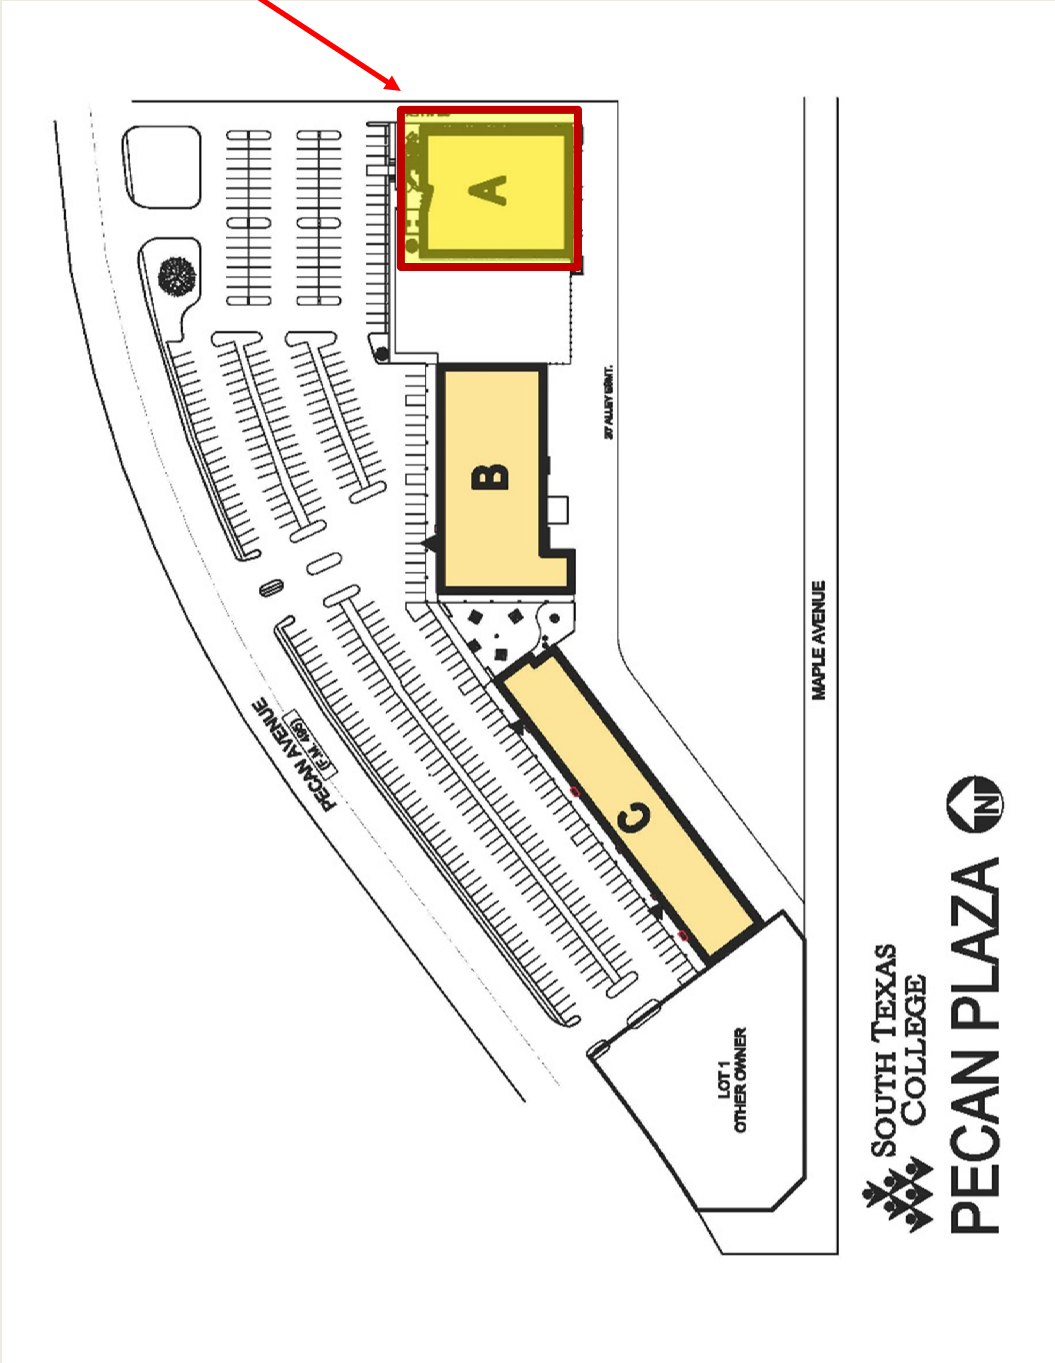 A
B
C
20' ALLEY ESMT.
MAPLE AVENUE
PECAN AVENUE
(F.M. 495)
LOT 1
OTHER OWNER
SOUTH TEXAS
COLLEGE
PECAN PLAZA
N